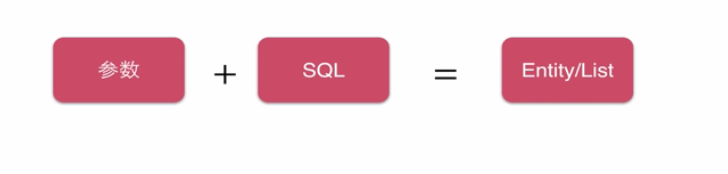 参数 + SQL = Entity/List